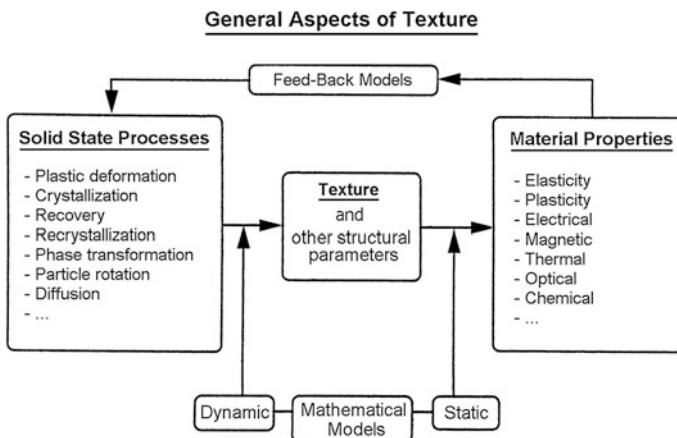 General Aspects of Texture
Feed-Back Models
Solid State Processes
- Plastic deformation
- Crystallization
- Recovery
- Recrystallization
- Phase transformation
- Particle rotation
- Diffusion
- ...
Texture
and
other structural
parameters
Material Properties
- Elasticity
- Plasticity
- Electrical
- Magnetic
- Thermal
- Optical
- Chemical
- ...
Dynamic
Mathematical
Models
Static